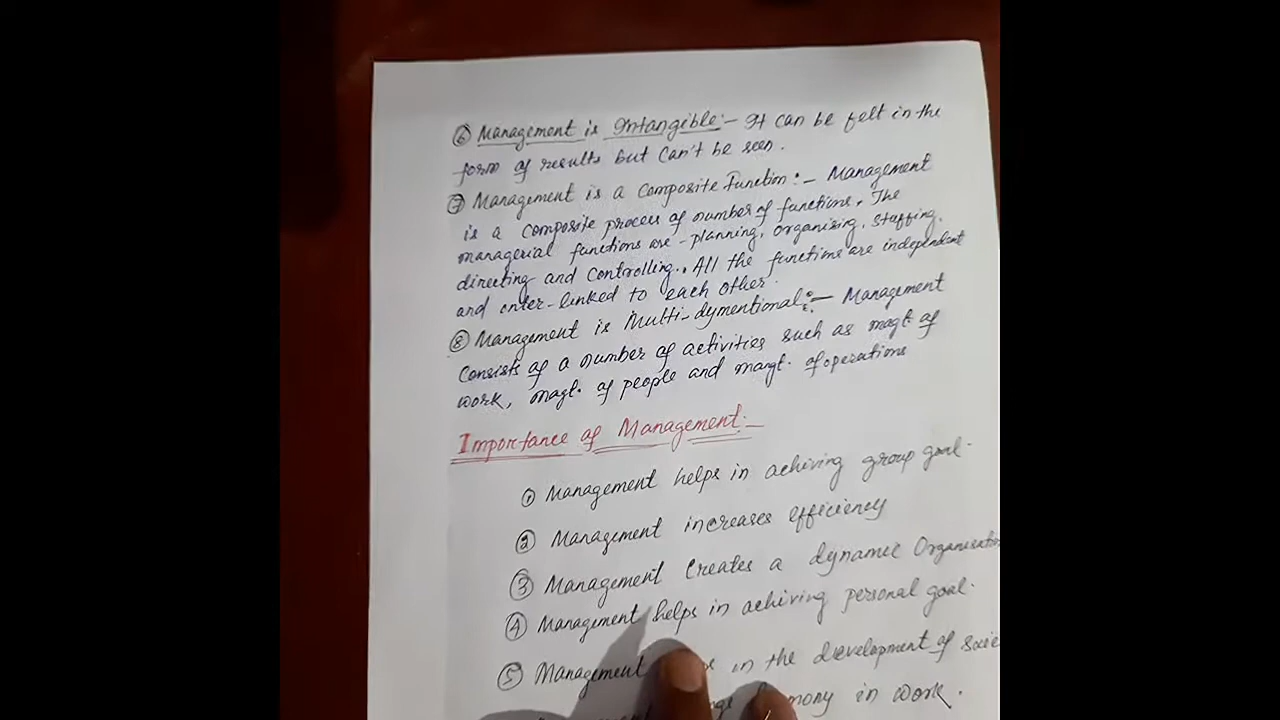 ⑥ Management is Intangible:- It can be felt in the
form of results but can't be seen.
⑦ Management is a Composite Function:- Management
is a composite process of number of functions. The
managerial functions are - planning, organising, staffing,
directing and controlling.. All the functions are independent
and inter-linked to each other.
⑧ Management is Multi-dymentional:- Management
consists of a number of activities such as magt. of
work, magt. of people and mangt. of operations
Importance of Management:-
① Management helps in achiving group goal.
② Management increases efficiency
③ Management Creates a dynamic Organisation
④ Management helps in achiving personal goal.
⑤ Management in the development of
in work.